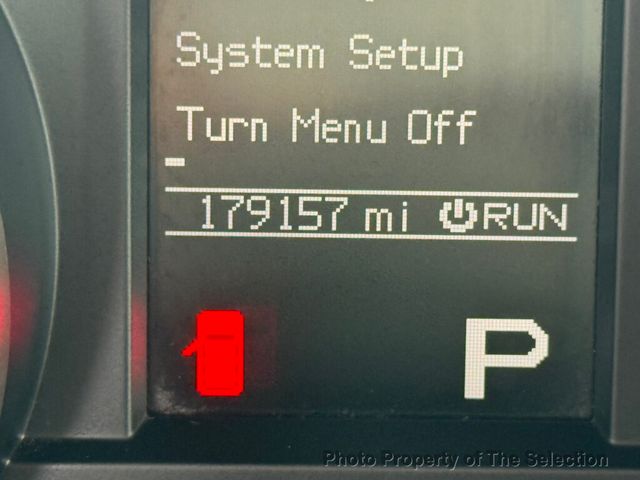 System Setup
Turn Menu Off
179157 mi RUN
P
Photo Property of The Selection